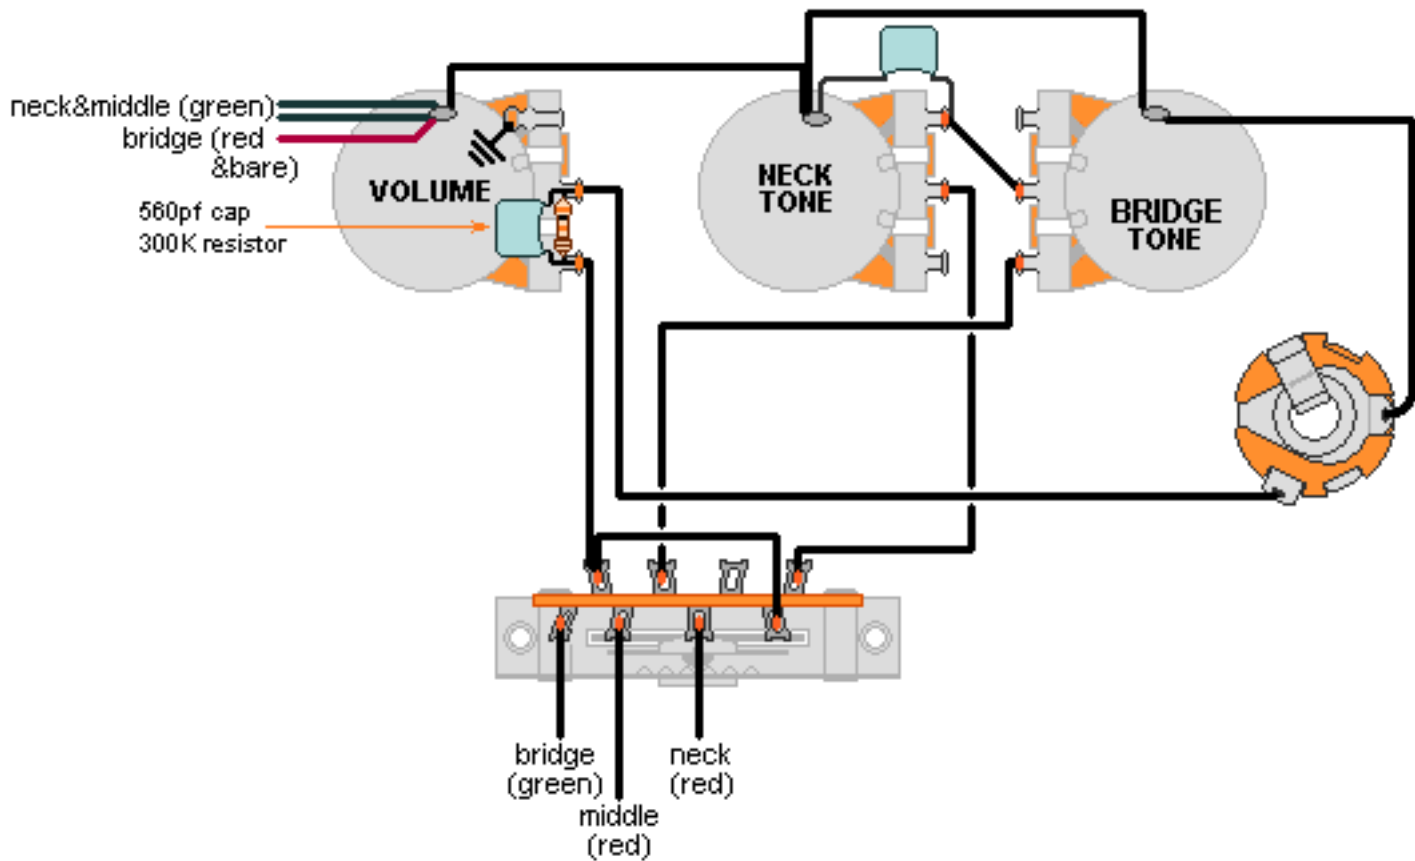 neck&middle (green)
bridge (red
&bare)
VOLUME
560pf cap
300K resistor
NECK
TONE
BRIDGE
TONE
bridge
(green)
middle
(red)
neck
(red)